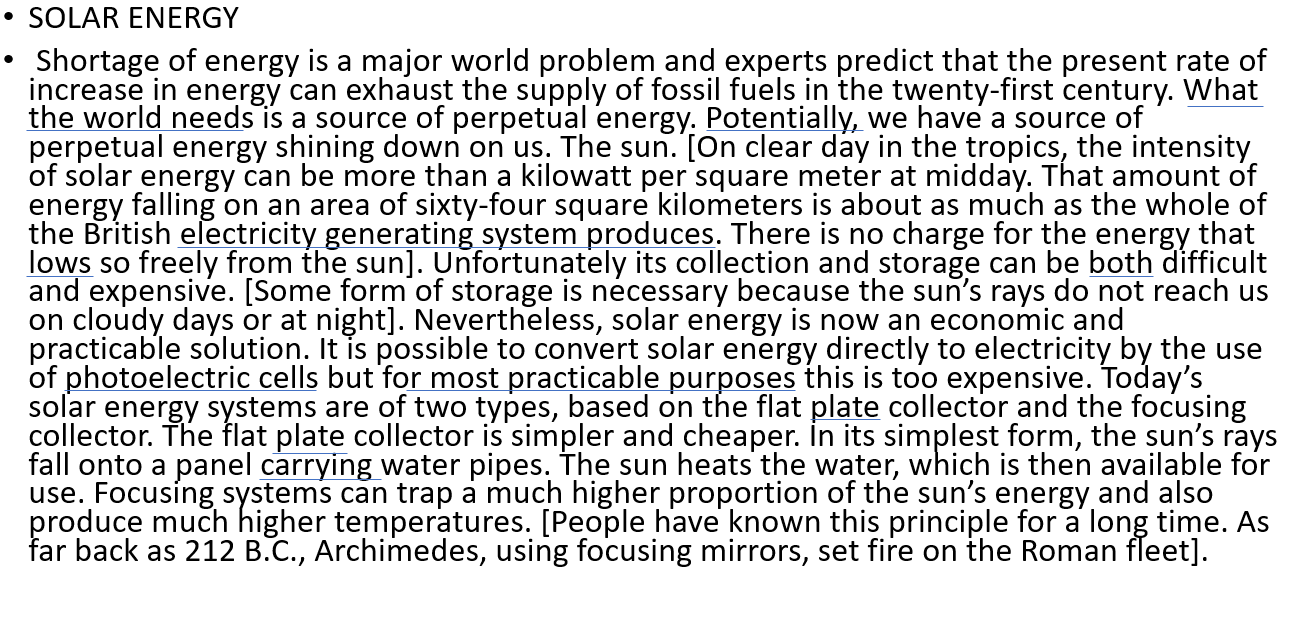 • SOLAR ENERGY
• Shortage of energy is a major world problem and experts predict that the present rate of
increase in energy can exhaust the supply of fossil fuels in the twenty-first century. What
the world needs is a source of perpetual energy. Potentially, we have a source of
perpetual energy shining down on us. The sun. [On clear day in the tropics, the intensity
of solar energy can be more than a kilowatt per square meter at midday. That amount of
energy falling on an area of sixty-four square kilometers is about as much as the whole of
the British electricity generating system produces. There is no charge for the energy that
lows so freely from the sun]. Unfortunately its collection and storage can be both difficult
and expensive. [Some form of storage is necessary because the sun’s rays do not reach us
on cloudy days or at night]. Nevertheless, solar energy is now an economic and
practicable solution. It is possible to convert solar energy directly to electricity by the use
of photoelectric cells but for most practicable purposes this is too expensive. Today’s
solar energy systems are of two types, based on the flat plate collector and the focusing
collector. The flat plate collector is simpler and cheaper. In its simplest form, the sun’s rays
fall onto a panel carrying water pipes. The sun heats the water, which is then available for
use. Focusing systems can trap a much higher proportion of the sun’s energy and also
produce much higher temperatures. [People have known this principle for a long time. As
far back as 212 B.C., Archimedes, using focusing mirrors, set fire on the Roman fleet].